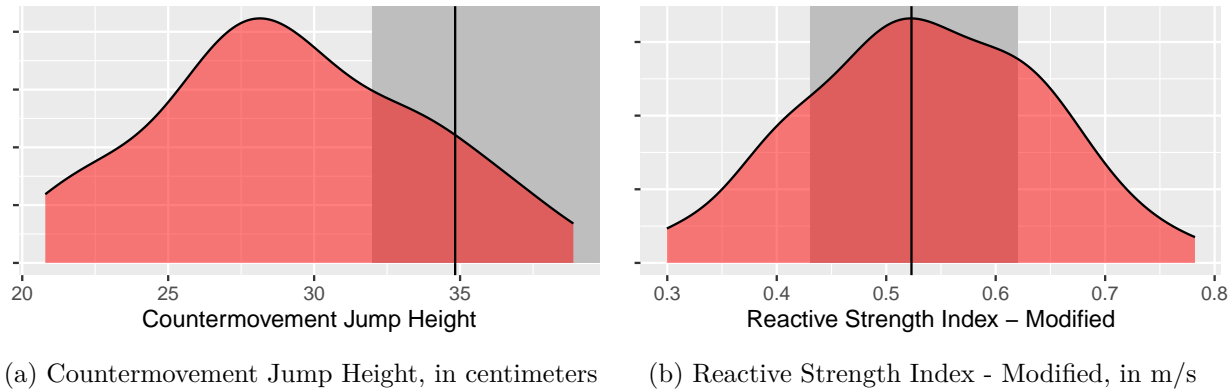 20 25 30 35
Countermovement Jump Height
(a) Countermovement Jump Height, in centimeters
0.3 0.4 0.5 0.6 0.7 0.8
Reactive Strength Index – Modified
(b) Reactive Strength Index - Modified, in m/s